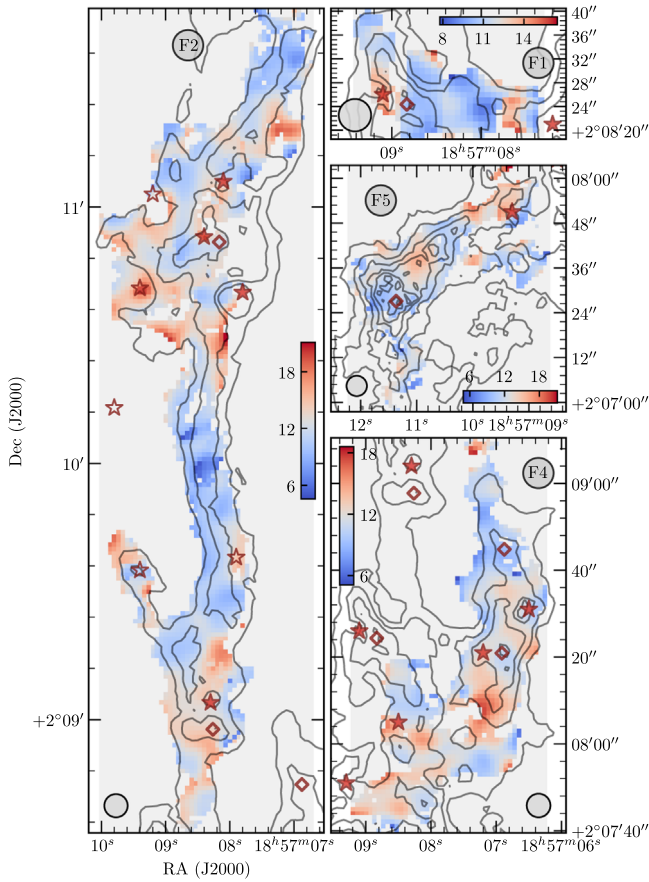 F2
11′
10′
+2°09′
Dec (J2000)
18
12
6
10ˢ 09ˢ 08ˢ 18ʰ57ᵐ07ˢ
RA (J2000)
8 11 14
F1
40′′
32′′
28′′
24′′
+2°08′20′′
09ˢ 18ʰ57ᵐ08ˢ
F5
08′00′′
48′′
36′′
24′′
12′′
+2°07′00′′
6 12 18
12ˢ 11ˢ 10ˢ 18ʰ57ᵐ09ˢ
18
12
6
F4
09′00′′
40′′
20′′
08′00′′
+2°07′40′′
09ˢ 08ˢ 07ˢ 18ʰ57ᵐ06ˢ